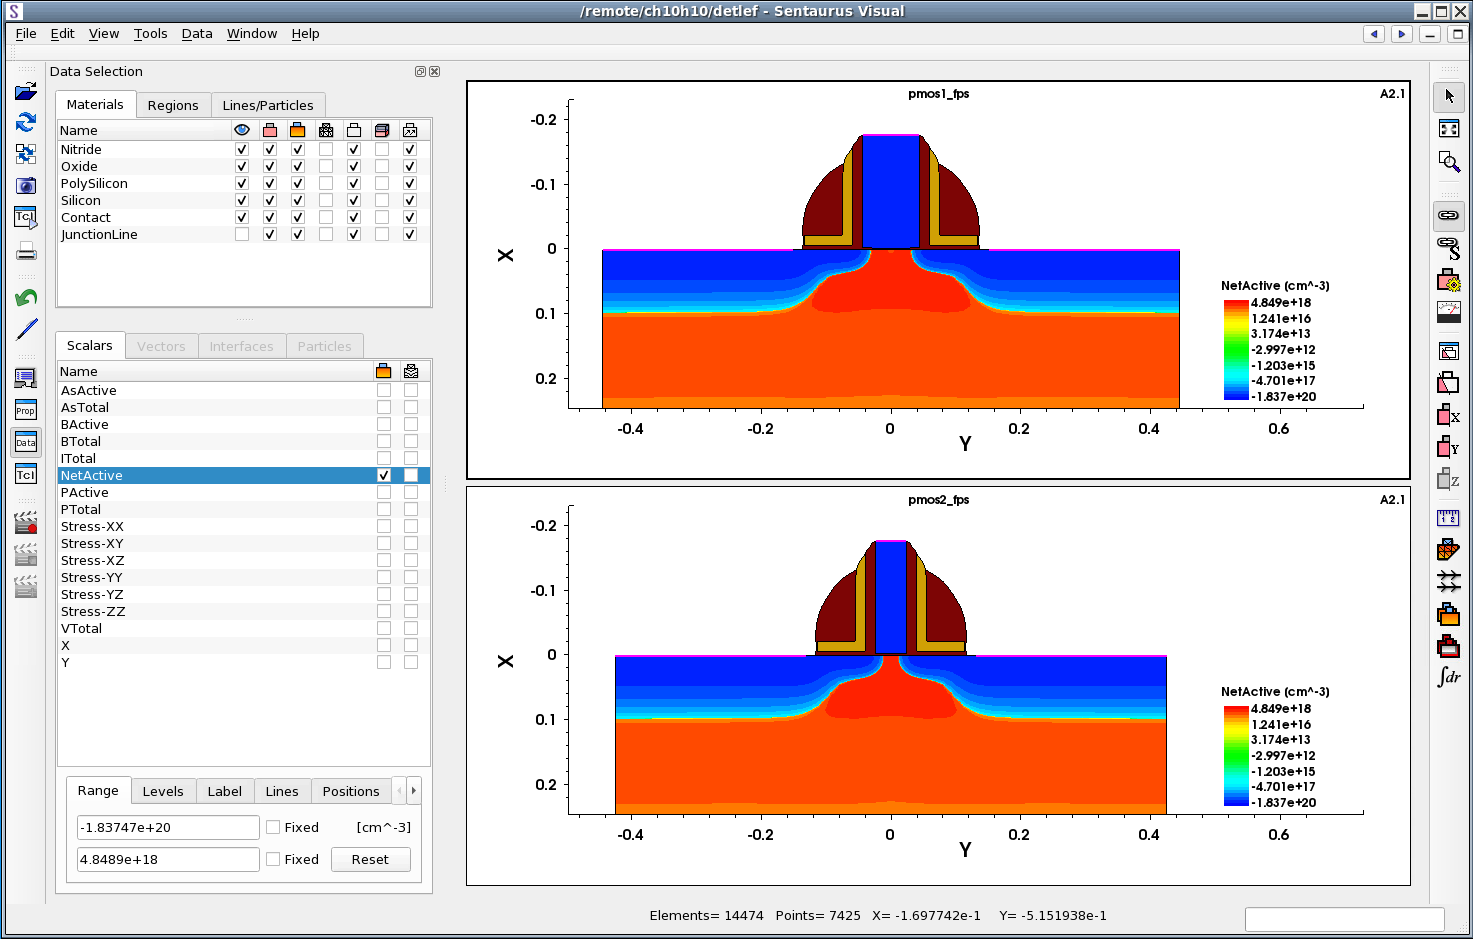 /remote/ch10h10/detlef - Sentaurus Visual
File Edit View Tools Data Window Help
Data Selection
Materials Regions Lines/Particles
Name
Nitride
Oxide
PolySilicon
Silicon
Contact
JunctionLine
Scalars Vectors Interfaces Particles
Name
AsActive
AsTotal
BActive
BTotal
ITotal
NetActive
PActive
PTotal
Stress-XX
Stress-XY
Stress-XZ
Stress-YY
Stress-YZ
Stress-ZZ
VTotal
X
Y
Range Levels Label Lines Positions
-1.83747e+20 Fixed [cm^-3]
4.8489e+18 Fixed Reset
Tcl
Prop
Data
Tcl
pmos1_fps A2.1
-0.2
-0.1
0
0.1
0.2
X
-0.4 -0.2 0 0.2 0.4 0.6
Y
NetActive (cm^-3)
4.849e+18
1.241e+16
3.174e+13
-2.997e+12
-1.203e+15
-4.701e+17
-1.837e+20
pmos2_fps A2.1
-0.2
-0.1
0
0.1
0.2
X
-0.4 -0.2 0 0.2 0.4 0.6
Y
NetActive (cm^-3)
4.849e+18
1.241e+16
3.174e+13
-2.997e+12
-1.203e+15
-4.701e+17
-1.837e+20
S
X
Y
Z
1 2
∫dr
Elements= 14474 Points= 7425 X= -1.697742e-1 Y= -5.151938e-1